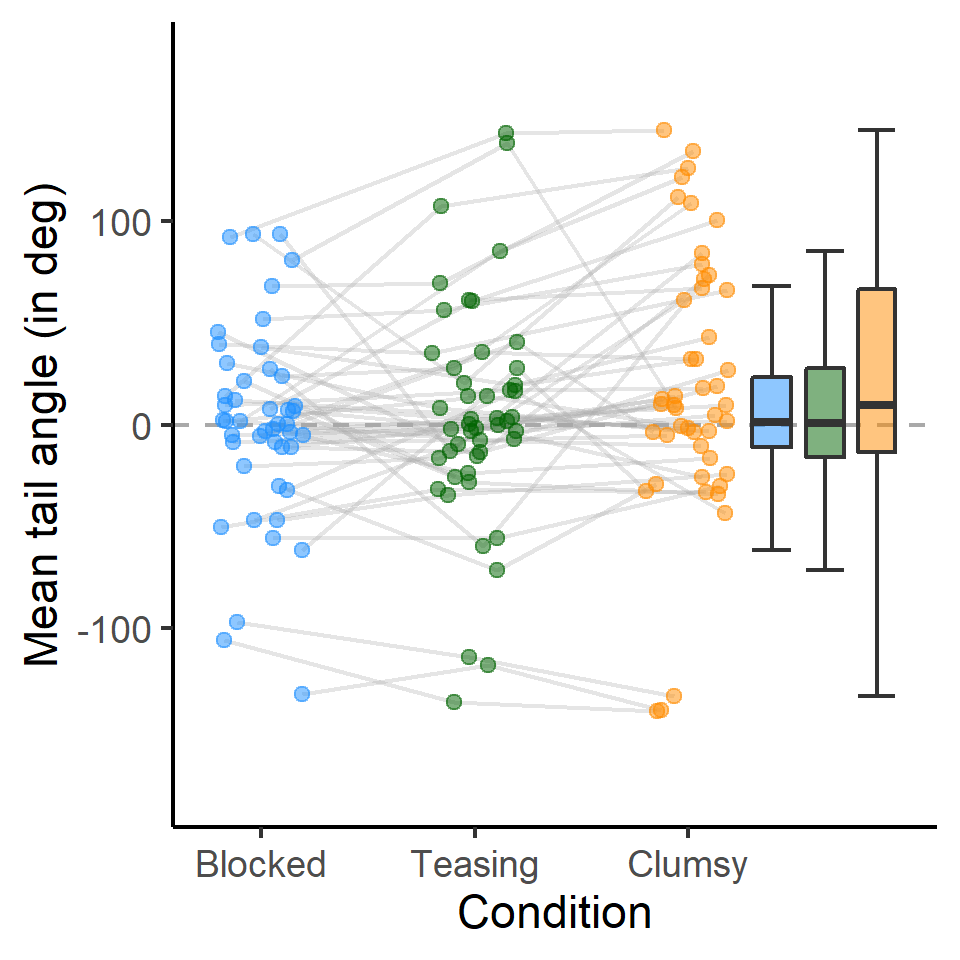 Mean tail angle (in deg)
100
0
-100
Blocked Teasing Clumsy
Condition